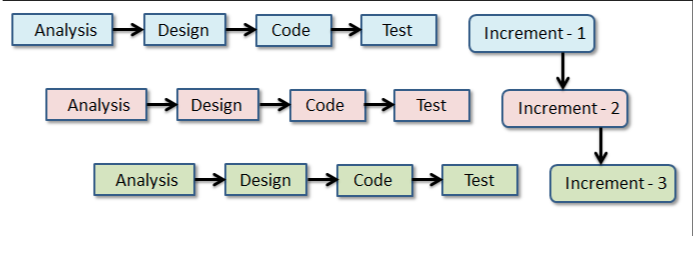 Analysis Design Code Test Increment - 1
Analysis Design Code Test Increment - 2
Analysis Design Code Test Increment - 3